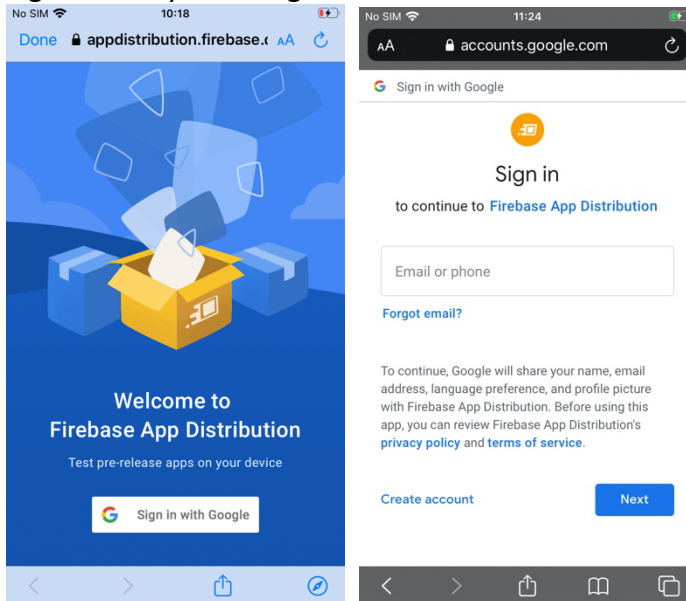 No SIM 10:18
Done appdistribution.firebase.c AA
Welcome to
Firebase App Distribution
Test pre-release apps on your device
Sign in with Google
No SIM 11:24
AA accounts.google.com
Sign in with Google
Sign in
to continue to Firebase App Distribution
Email or phone
Forgot email?
To continue, Google will share your name, email
address, language preference, and profile picture
with Firebase App Distribution. Before using this
app, you can review Firebase App Distribution's
privacy policy and terms of service.
Create account Next